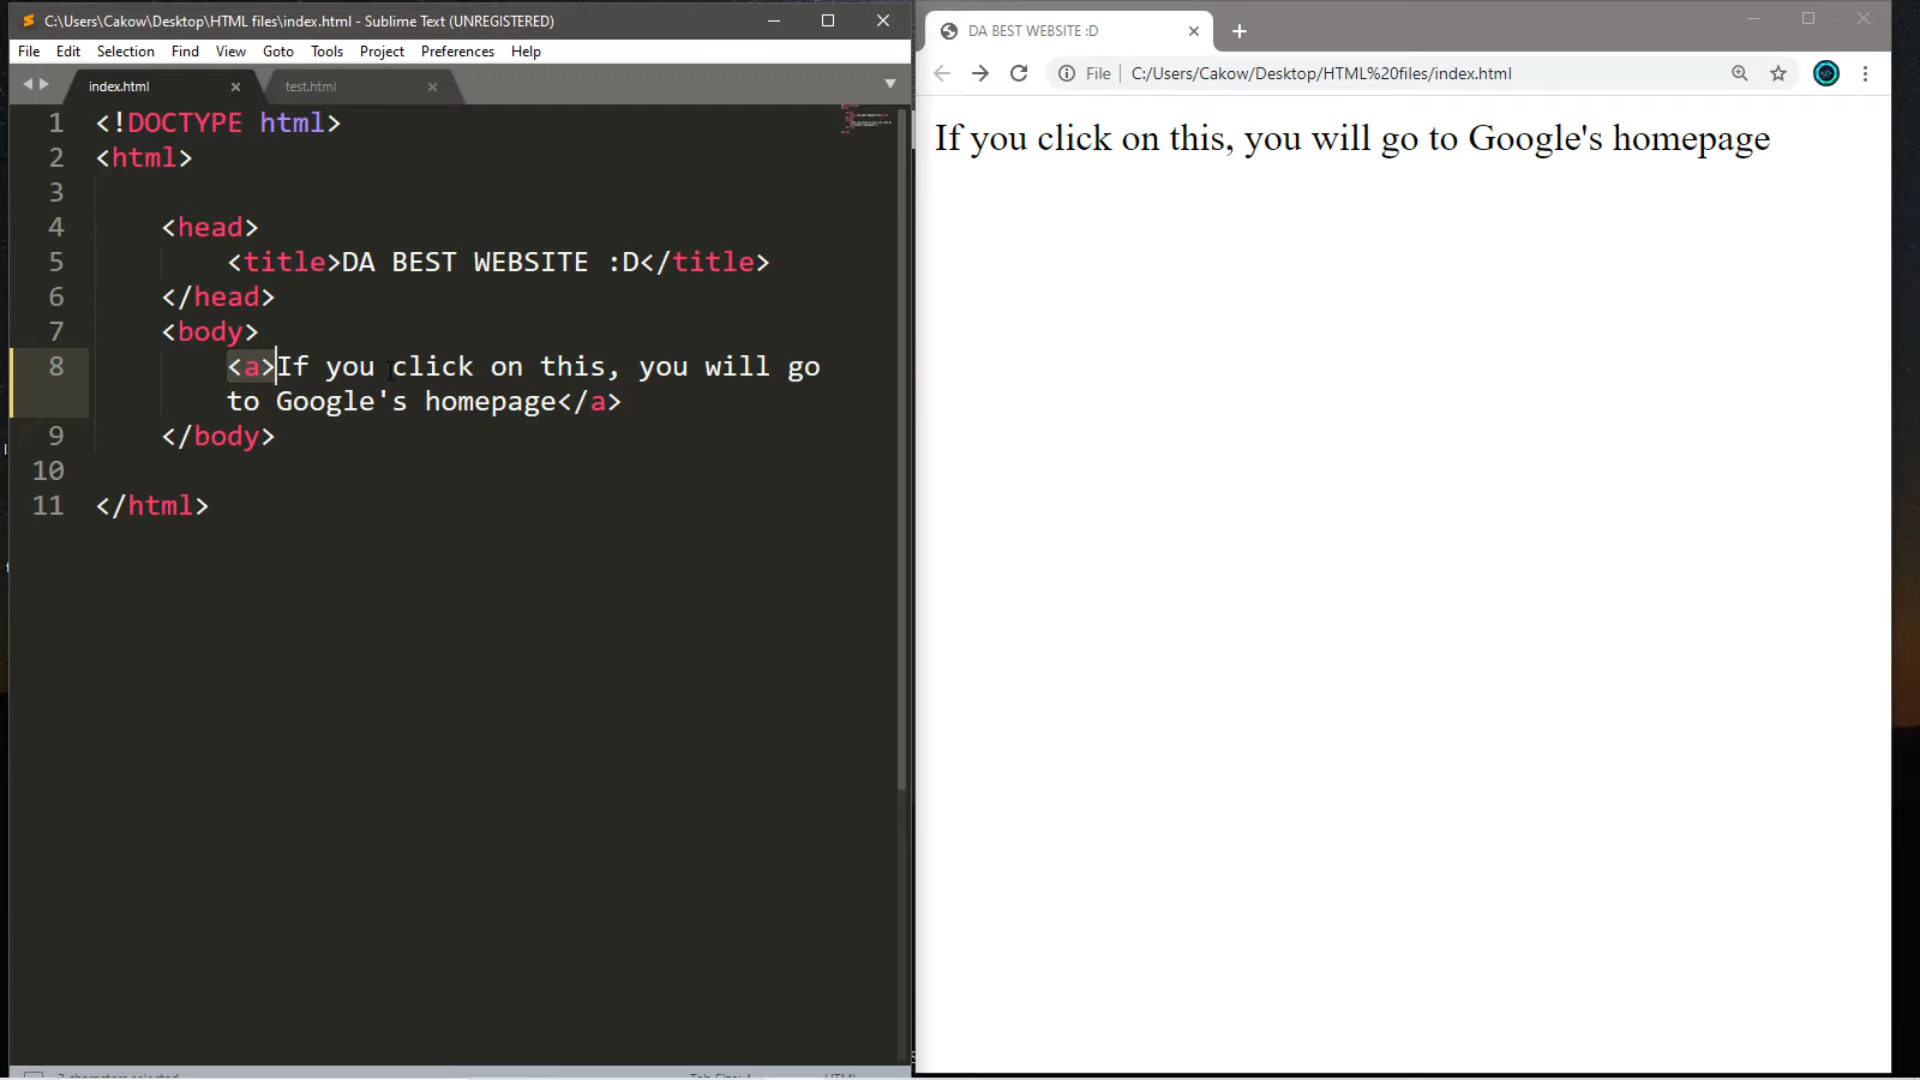 C:\Users\Cakow\Desktop\HTML files\index.html - Sublime Text (UNREGISTERED)
File Edit Selection Find View Goto Tools Project Preferences Help
index.html
test.html
1 <!DOCTYPE html>
2 <html>
3
4 <head>
5 <title>DA BEST WEBSITE :D</title>
6 </head>
7 <body>
8 <a>If you click on this, you will go
to Google's homepage</a>
9 </body>
10
11 </html>
DA BEST WEBSITE :D
File C:/Users/Cakow/Desktop/HTML%20files/index.html
If you click on this, you will go to Google's homepage